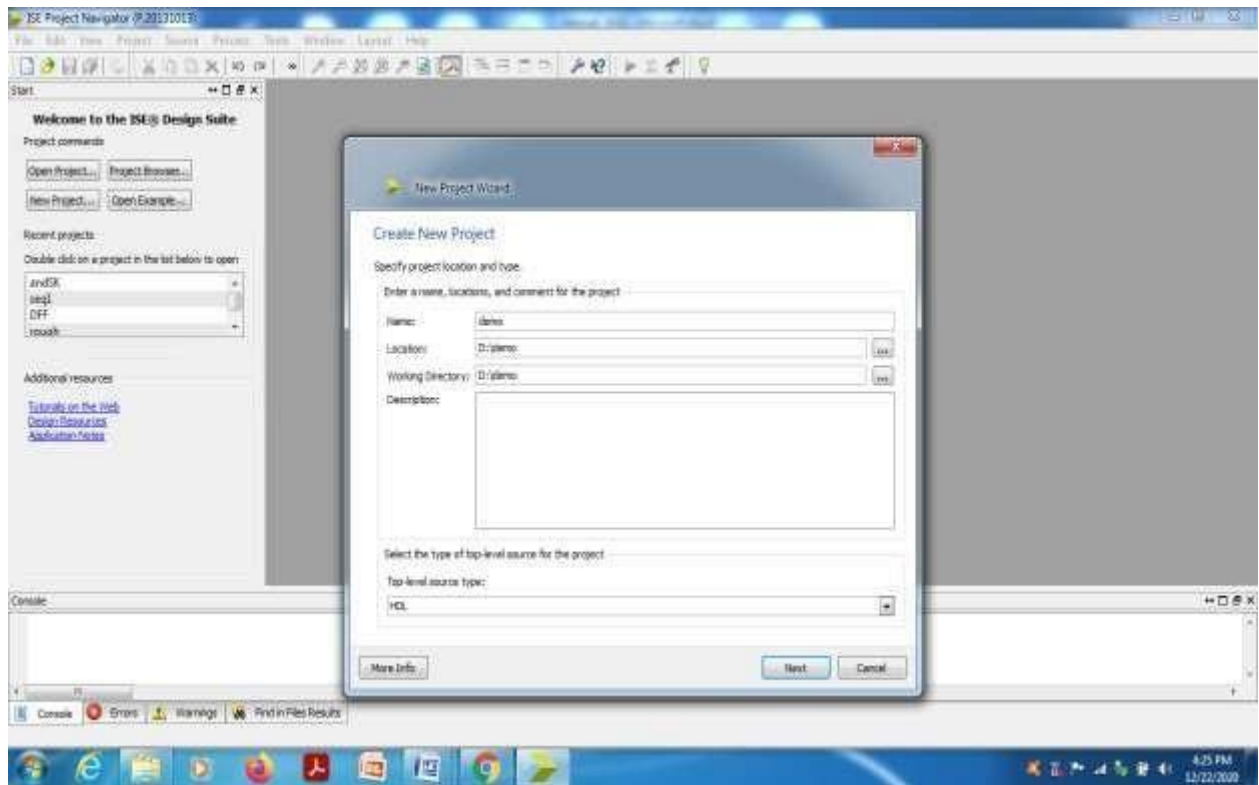 ISE Project Navigator (P.20131013)
File Edit View Project Source Process Tools Window Layout Help
Start
Welcome to the ISE® Design Suite
Project commands
Open Project... Project Browser...
New Project... Open Example...
Recent projects
Double click on a project in the list below to open
andSK
seq1
DFF
rough
Additional resources
Tutorials on the Web
Design Resources
Application Notes
New Project Wizard
Create New Project
Specify project location and type.
Enter a name, locations, and comment for the project
Name: demo
Location: D:\demo
Working Directory: D:\demo
Description:
Select the type of top-level source for the project
Top-level source type:
HDL
More Info Next Cancel
Console
Console Errors Warnings Find in Files Results
4:25 PM
12/22/2020